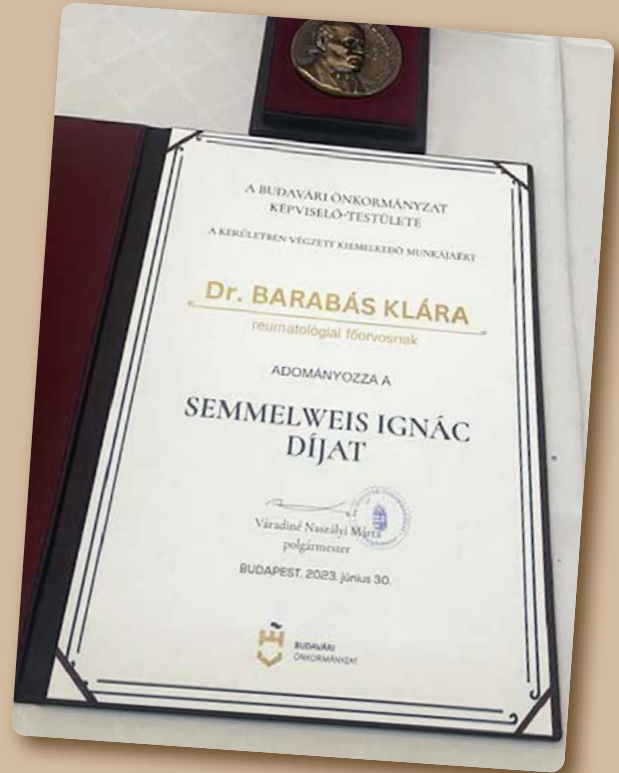 A BUDAVÁRI ÖNKORMÁNYZAT
KÉPVISELŐ-TESTÜLETE
A KERÜLETBEN VÉGZETT KIEMELKEDŐ MUNKÁJÁÉRT
Dr. BARABÁS KLÁRA
reumatológiai főorvosnak
ADOMÁNYOZZA A
SEMMELWEIS IGNÁC
DÍJAT
Váradiné Naszályi Márta
polgármester
BUDAPEST, 2023. június 30.
BUDAVÁRI
ÖNKORMÁNYZAT